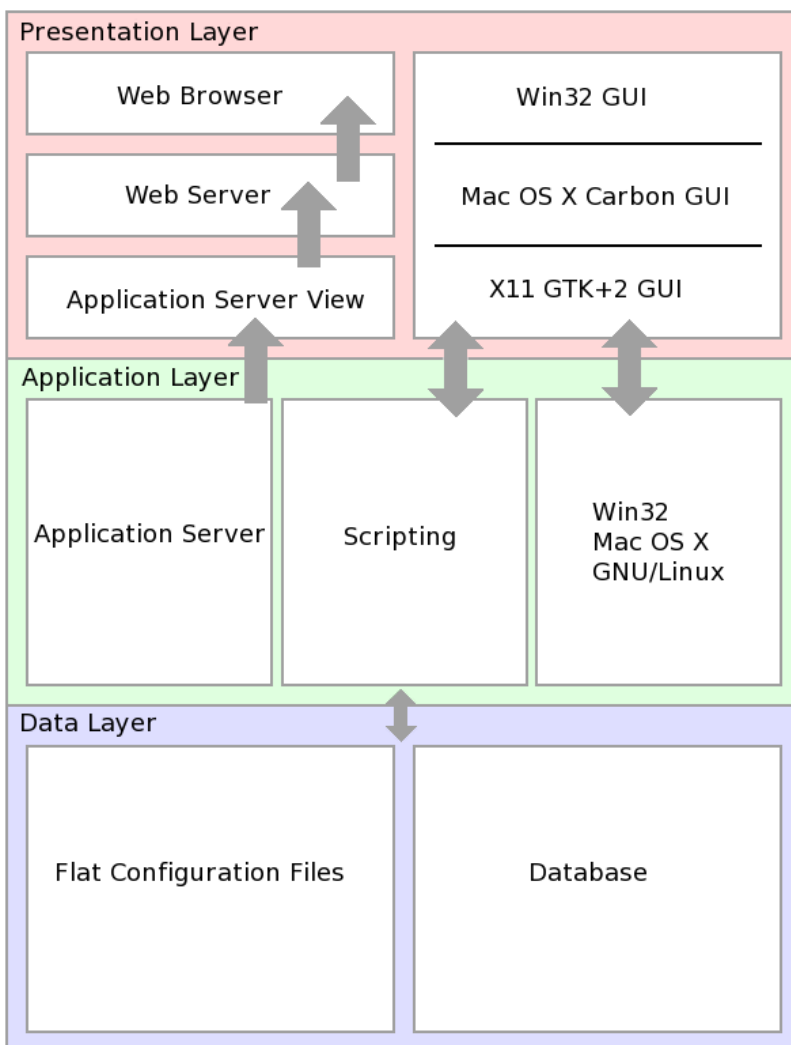 Presentation Layer
Web Browser
Web Server
Application Server View
Win32 GUI
Mac OS X Carbon GUI
X11 GTK+2 GUI
Application Layer
Application Server
Scripting
Win32
Mac OS X
GNU/Linux
Data Layer
Flat Configuration Files
Database